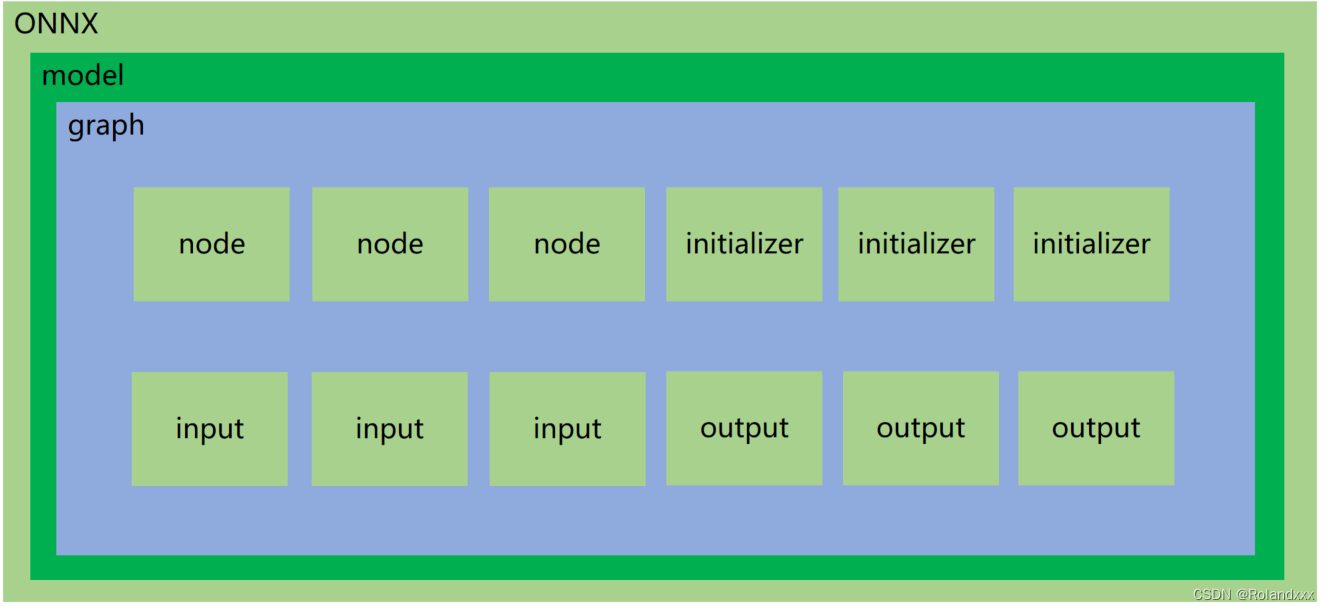 ONNX
model
graph
node node node initializer initializer initializer
input input input output output output
CSDN @Rolandxxx